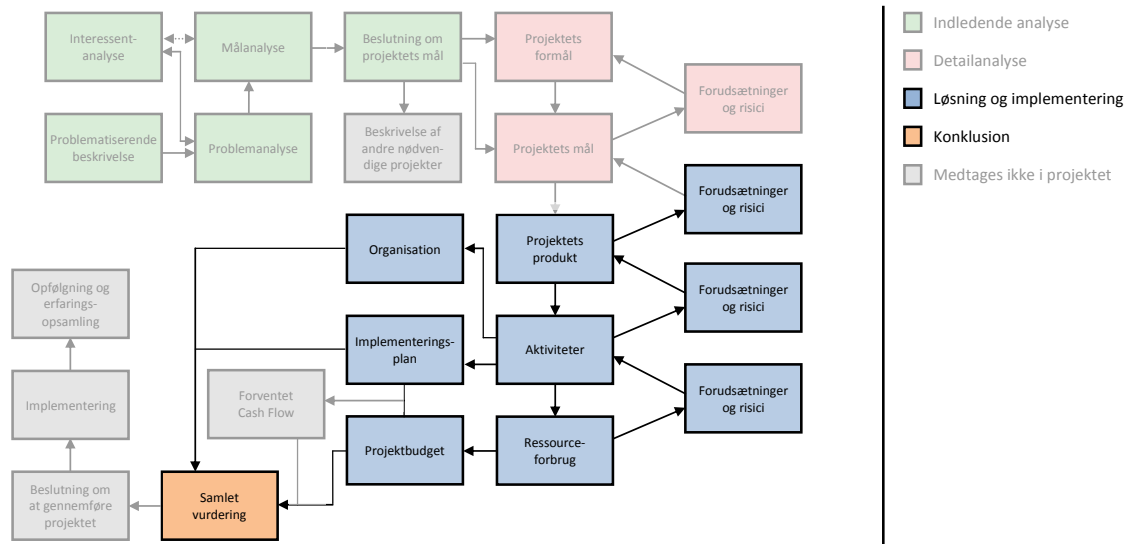 Interessent-
analyse
Målanalyse
Beslutning om
projektets mål
Projektets
formål
Forudsætninger
og risici
Problematiserende
beskrivelse
Problemanalyse
Beskrivelse af
andre nødven-
dige projekter
Projektets mål
Forudsætninger
og risici
Organisation
Projektets
produkt
Forudsætninger
og risici
Opfølgning og
erfarings-
opsamling
Implementerings-
plan
Aktiviteter
Forudsætninger
og risici
Implementering
Forventet
Cash Flow
Projektbudget
Ressource-
forbrug
Beslutning om
at gennemføre
projektet
Samlet
vurdering
Indledende analyse
Detailanalyse
Løsning og implementering
Konklusion
Medtages ikke i projektet